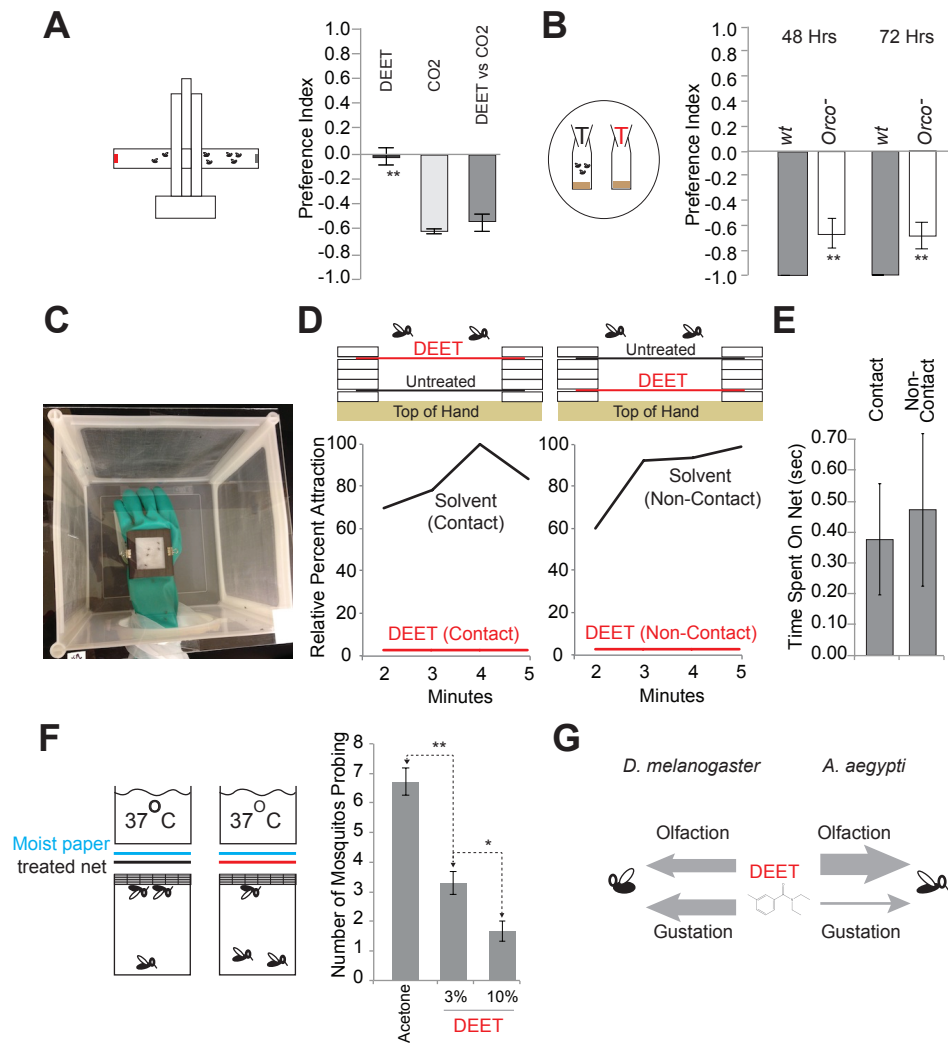 A
Preference Index
1.0
0.8
0.6
0.4
0.2
0.0
-0.2
-0.4
-0.6
-0.8
-1.0
DEET
CO2
DEET vs CO2
**
B
T
T
Preference Index
1.0
0.8
0.6
0.4
0.2
0.0
-0.2
-0.4
-0.6
-0.8
-1.0
48 Hrs
72 Hrs
wt
Orco-
wt
Orco-
**
**
C
D
DEET
Untreated
Top of Hand
Untreated
DEET
Top of Hand
Relative Percent Attraction
100
80
60
40
20
0
Solvent
(Contact)
DEET (Contact)
2 3 4 5
Minutes
100
80
60
40
20
0
Solvent
(Non-Contact)
DEET (Non-Contact)
2 3 4 5
Minutes
E
Contact
Non-
Contact
Time Spent On Net (sec)
0.70
0.60
0.50
0.40
0.30
0.20
0.10
0.00
F
37OC
37OC
Moist paper
treated net
Number of Mosquitos Probing
8
7
6
5
4
3
2
1
0
**
*
Acetone
3% 10%
DEET
G
D. melanogaster
A. aegypti
Olfaction
Olfaction
DEET
Gustation
Gustation